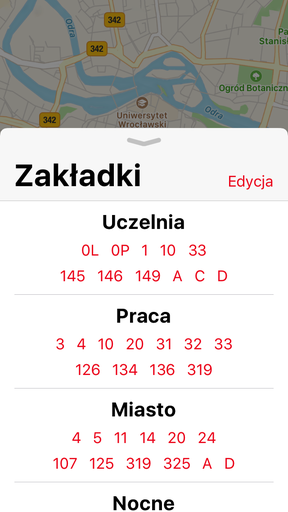 342
Odra
Pa
Stanisł
342
Ogród Botaniczn
342
Uniwersytet
Wrocławski
Odra
Zakładki
Edycja
Uczelnia
0L 0P 1 10 33
145 146 149 A C D
Praca
3 4 10 20 31 32 33
126 134 136 319
Miasto
4 5 11 14 20 24
107 125 319 325 A D
Nocne